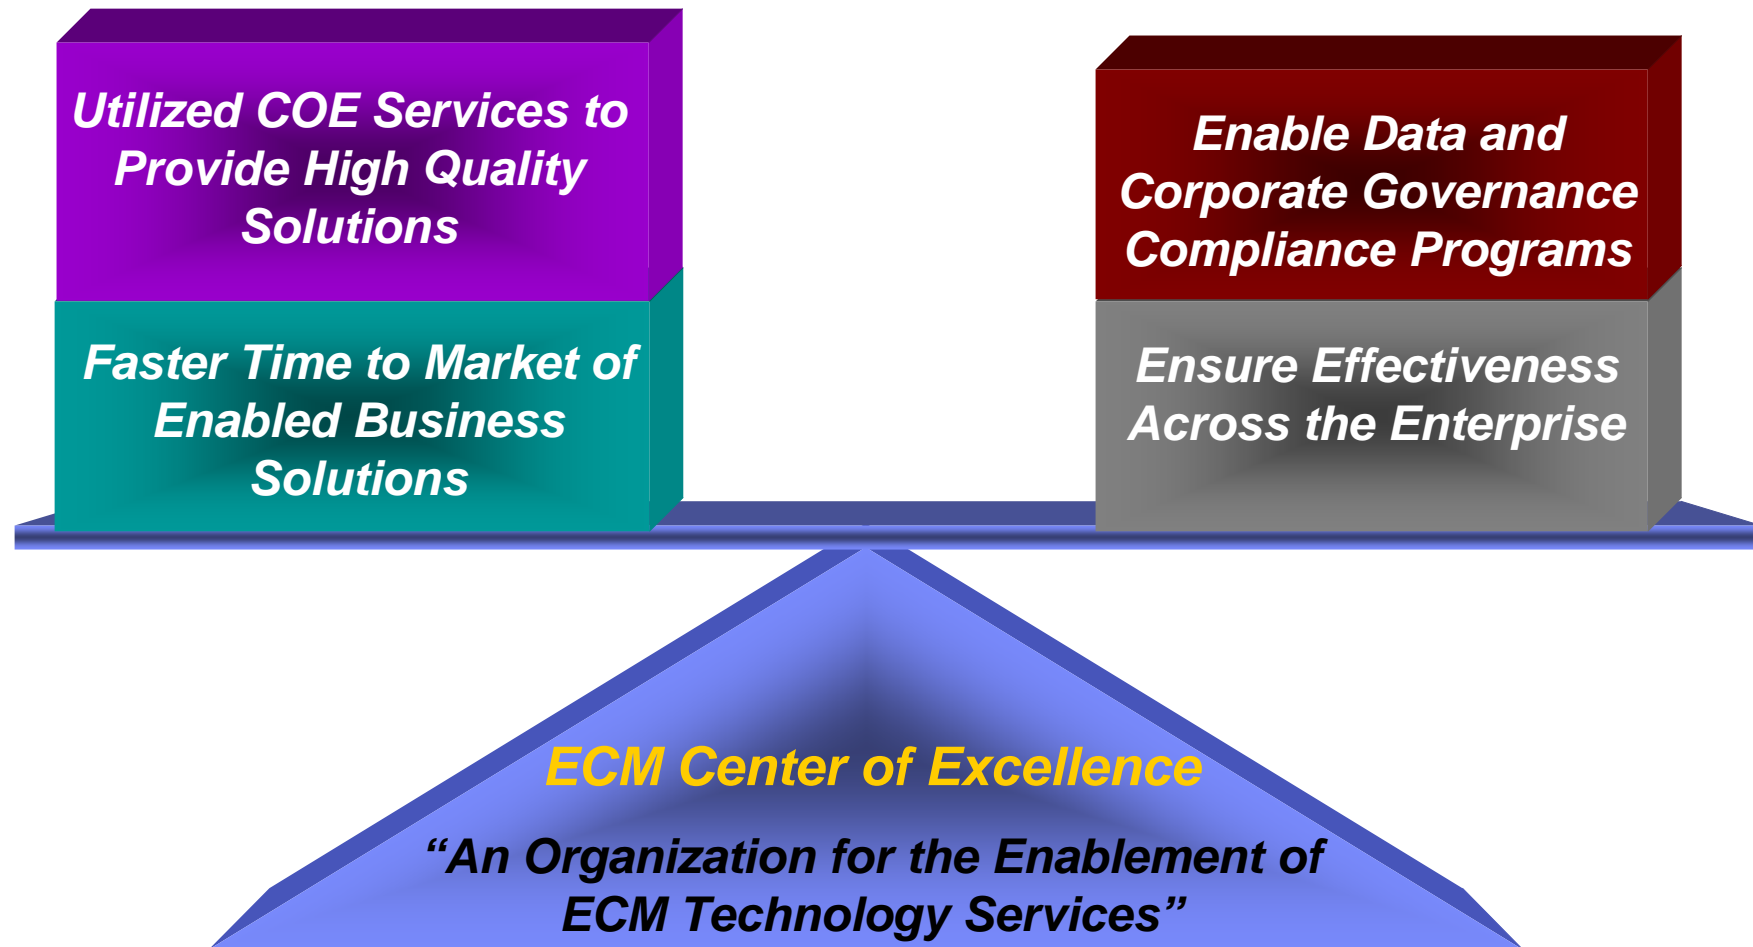 Utilized COE Services to
Provide High Quality
Solutions
Faster Time to Market of
Enabled Business
Solutions
Enable Data and
Corporate Governance
Compliance Programs
Ensure Effectiveness
Across the Enterprise
ECM Center of Excellence
“An Organization for the Enablement of
ECM Technology Services”